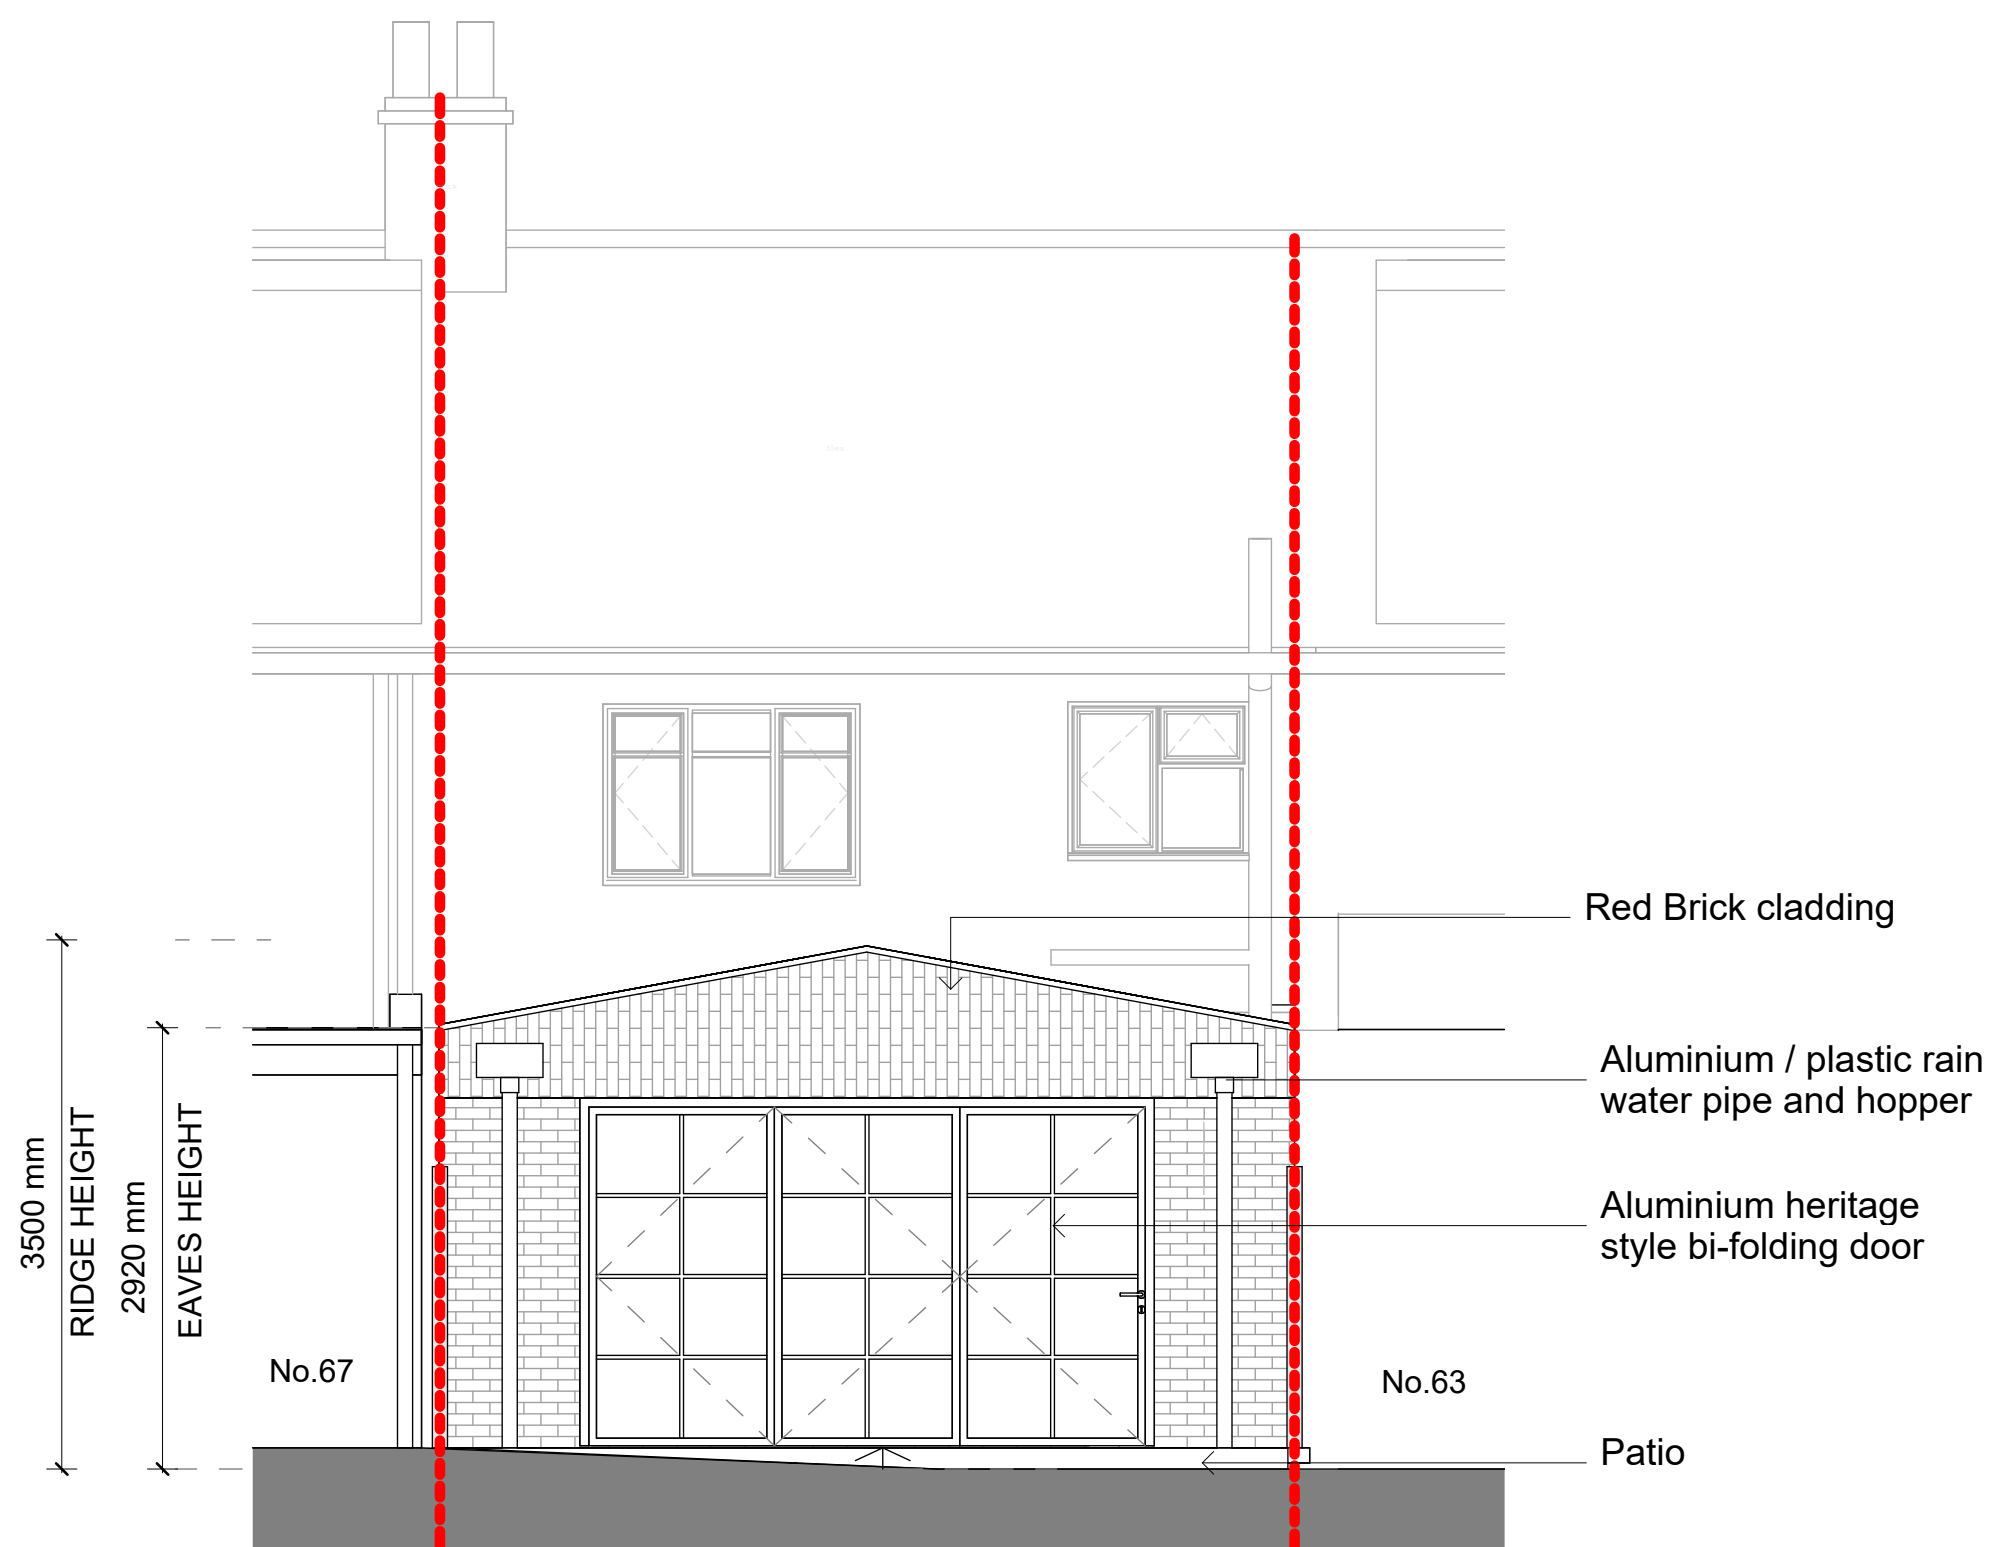 Red Brick cladding
Aluminium / plastic rain
water pipe and hopper
Aluminium heritage
style bi-folding door
Patio
3500 mm
RIDGE HEIGHT
2920 mm
EAVES HEIGHT
No.67
No.63